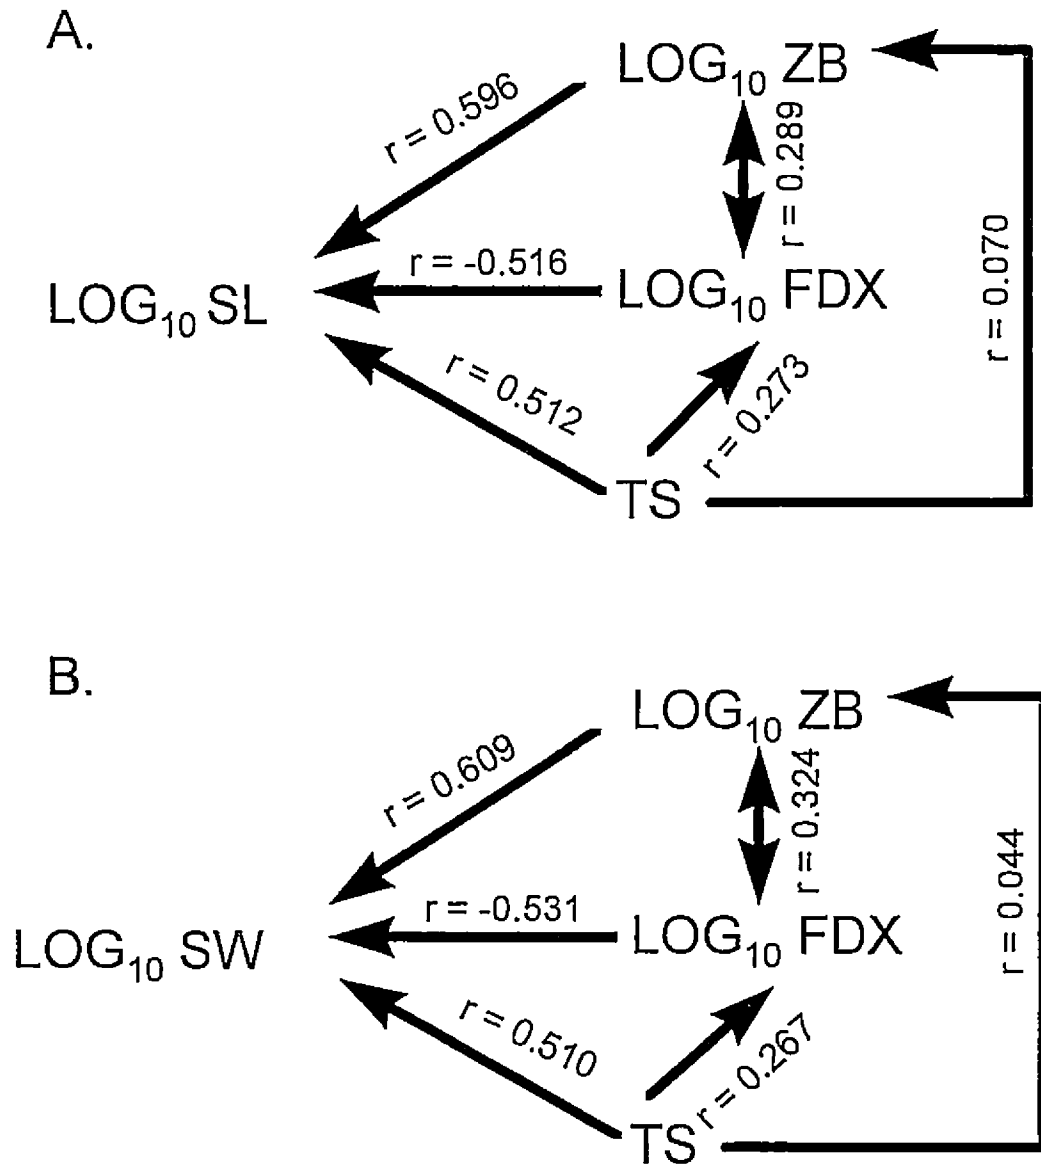 A.
LOG₁₀ ZB
r = 0.596
r = 0.289
r = -0.516
LOG₁₀ FDX
LOG₁₀ SL
r = 0.070
r = 0.512
r = 0.273
TS
B.
LOG₁₀ ZB
r = 0.609
r = 0.324
r = -0.531
LOG₁₀ FDX
LOG₁₀ SW
r = 0.044
r = 0.510
r = 0.267
TS